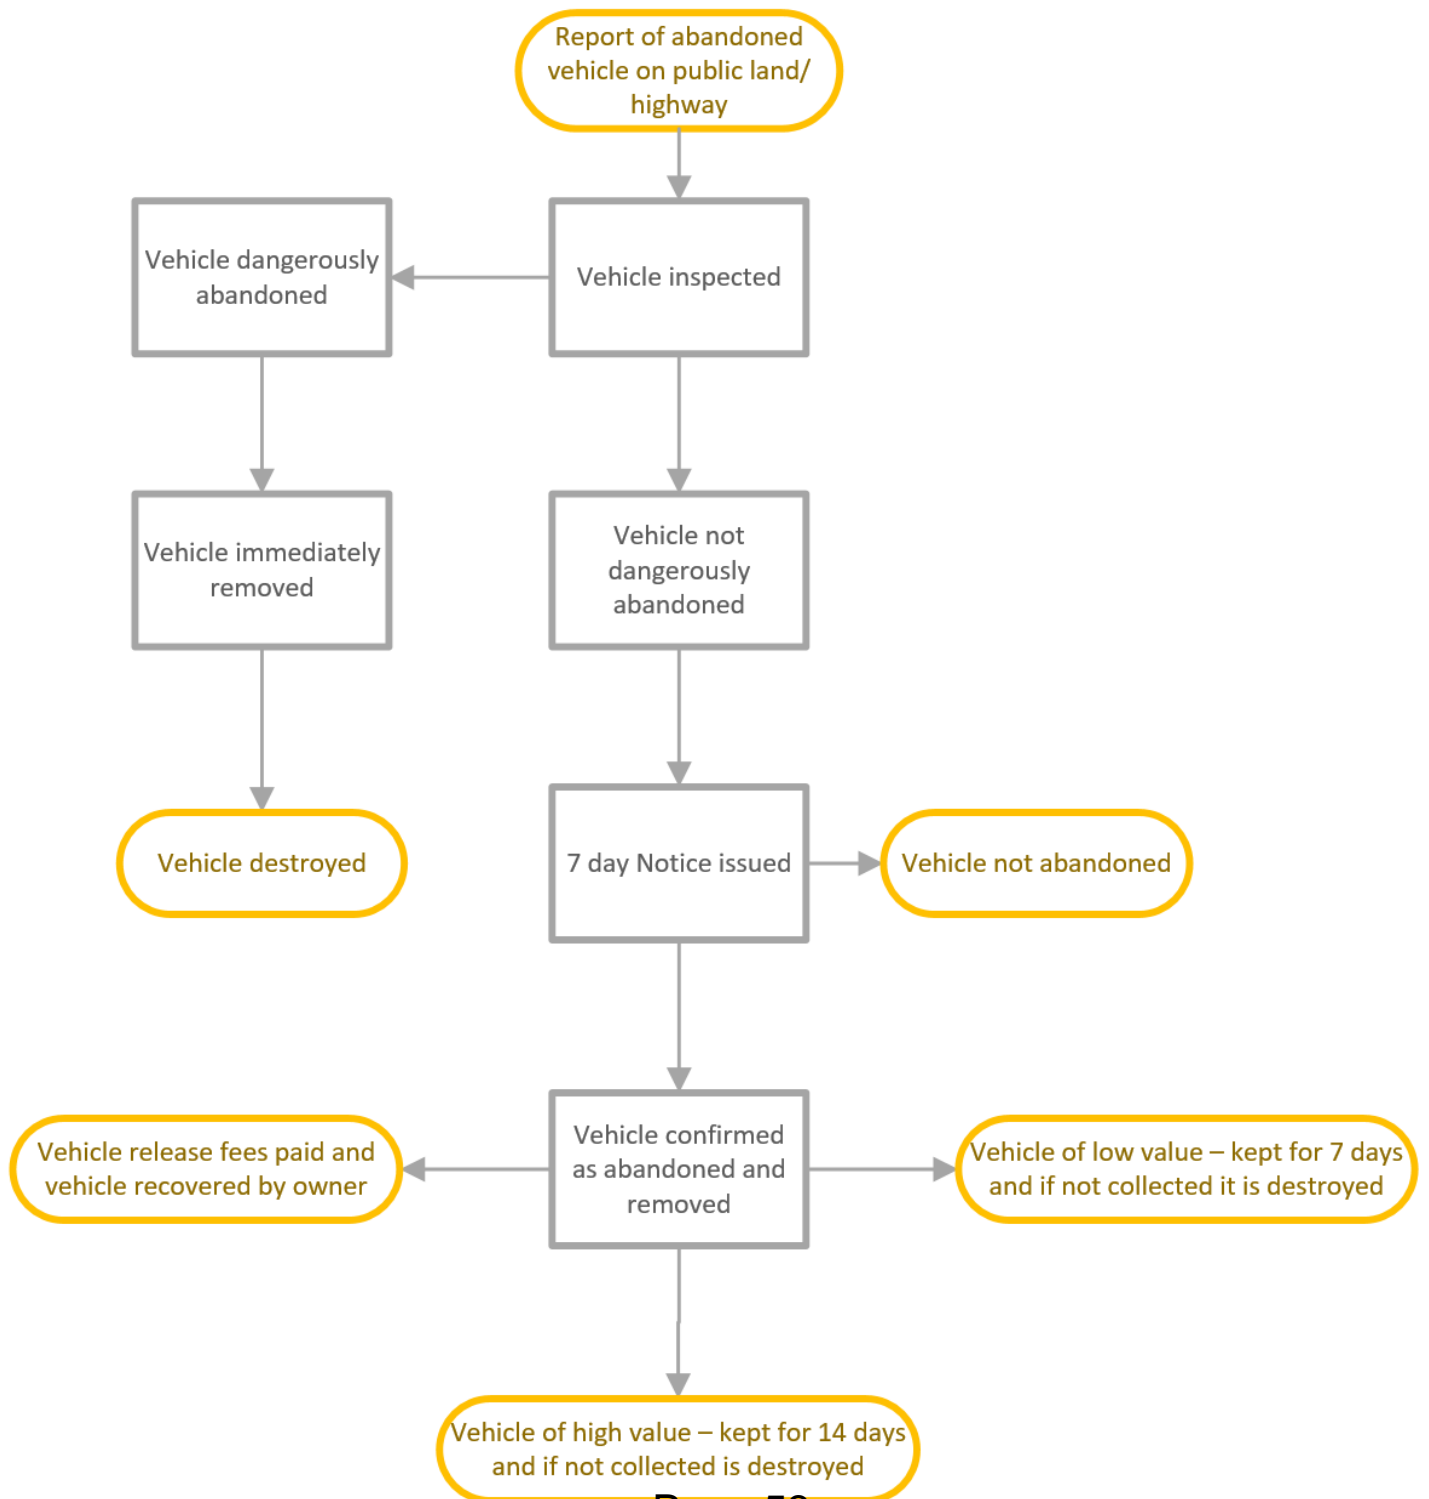 Report of abandoned
vehicle on public land/
highway
Vehicle dangerously
abandoned
Vehicle inspected
Vehicle immediately
removed
Vehicle not
dangerously
abandoned
Vehicle destroyed
7 day Notice issued
Vehicle not abandoned
Vehicle release fees paid and
vehicle recovered by owner
Vehicle confirmed
as abandoned and
removed
Vehicle of low value – kept for 7 days
and if not collected it is destroyed
Vehicle of high value – kept for 14 days
and if not collected is destroyed